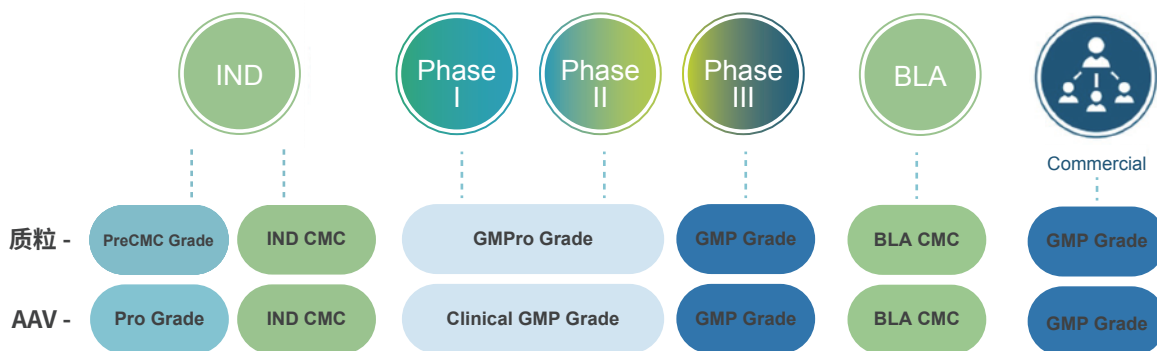 IND
Phase
I
Phase
II
Phase
III
BLA
Commercial
质粒 -
PreCMC Grade
IND CMC
GMPro Grade
GMP Grade
BLA CMC
GMP Grade
AAV -
Pro Grade
IND CMC
Clinical GMP Grade
GMP Grade
BLA CMC
GMP Grade